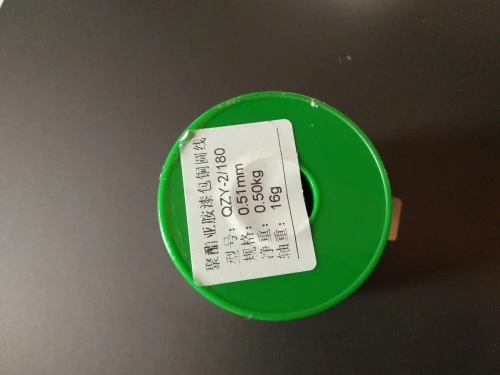 聚酯亚胺漆包铜圆线
型号: QZY-2/180
规格: 0.51mm
净重: 0.50kg
轴重: 16g